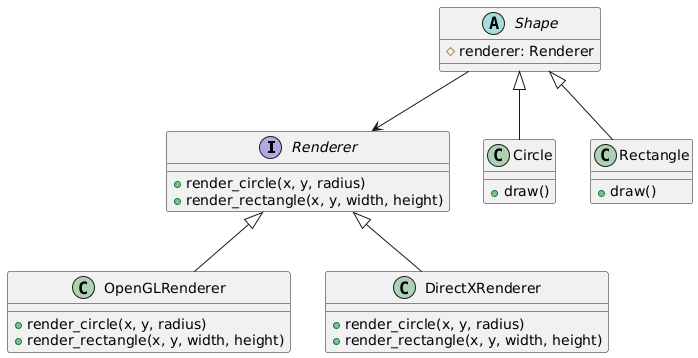 A Shape
renderer: Renderer
I Renderer
render_circle(x, y, radius)
render_rectangle(x, y, width, height)
C Circle
draw()
C Rectangle
draw()
C OpenGLRenderer
render_circle(x, y, radius)
render_rectangle(x, y, width, height)
C DirectXRenderer
render_circle(x, y, radius)
render_rectangle(x, y, width, height)